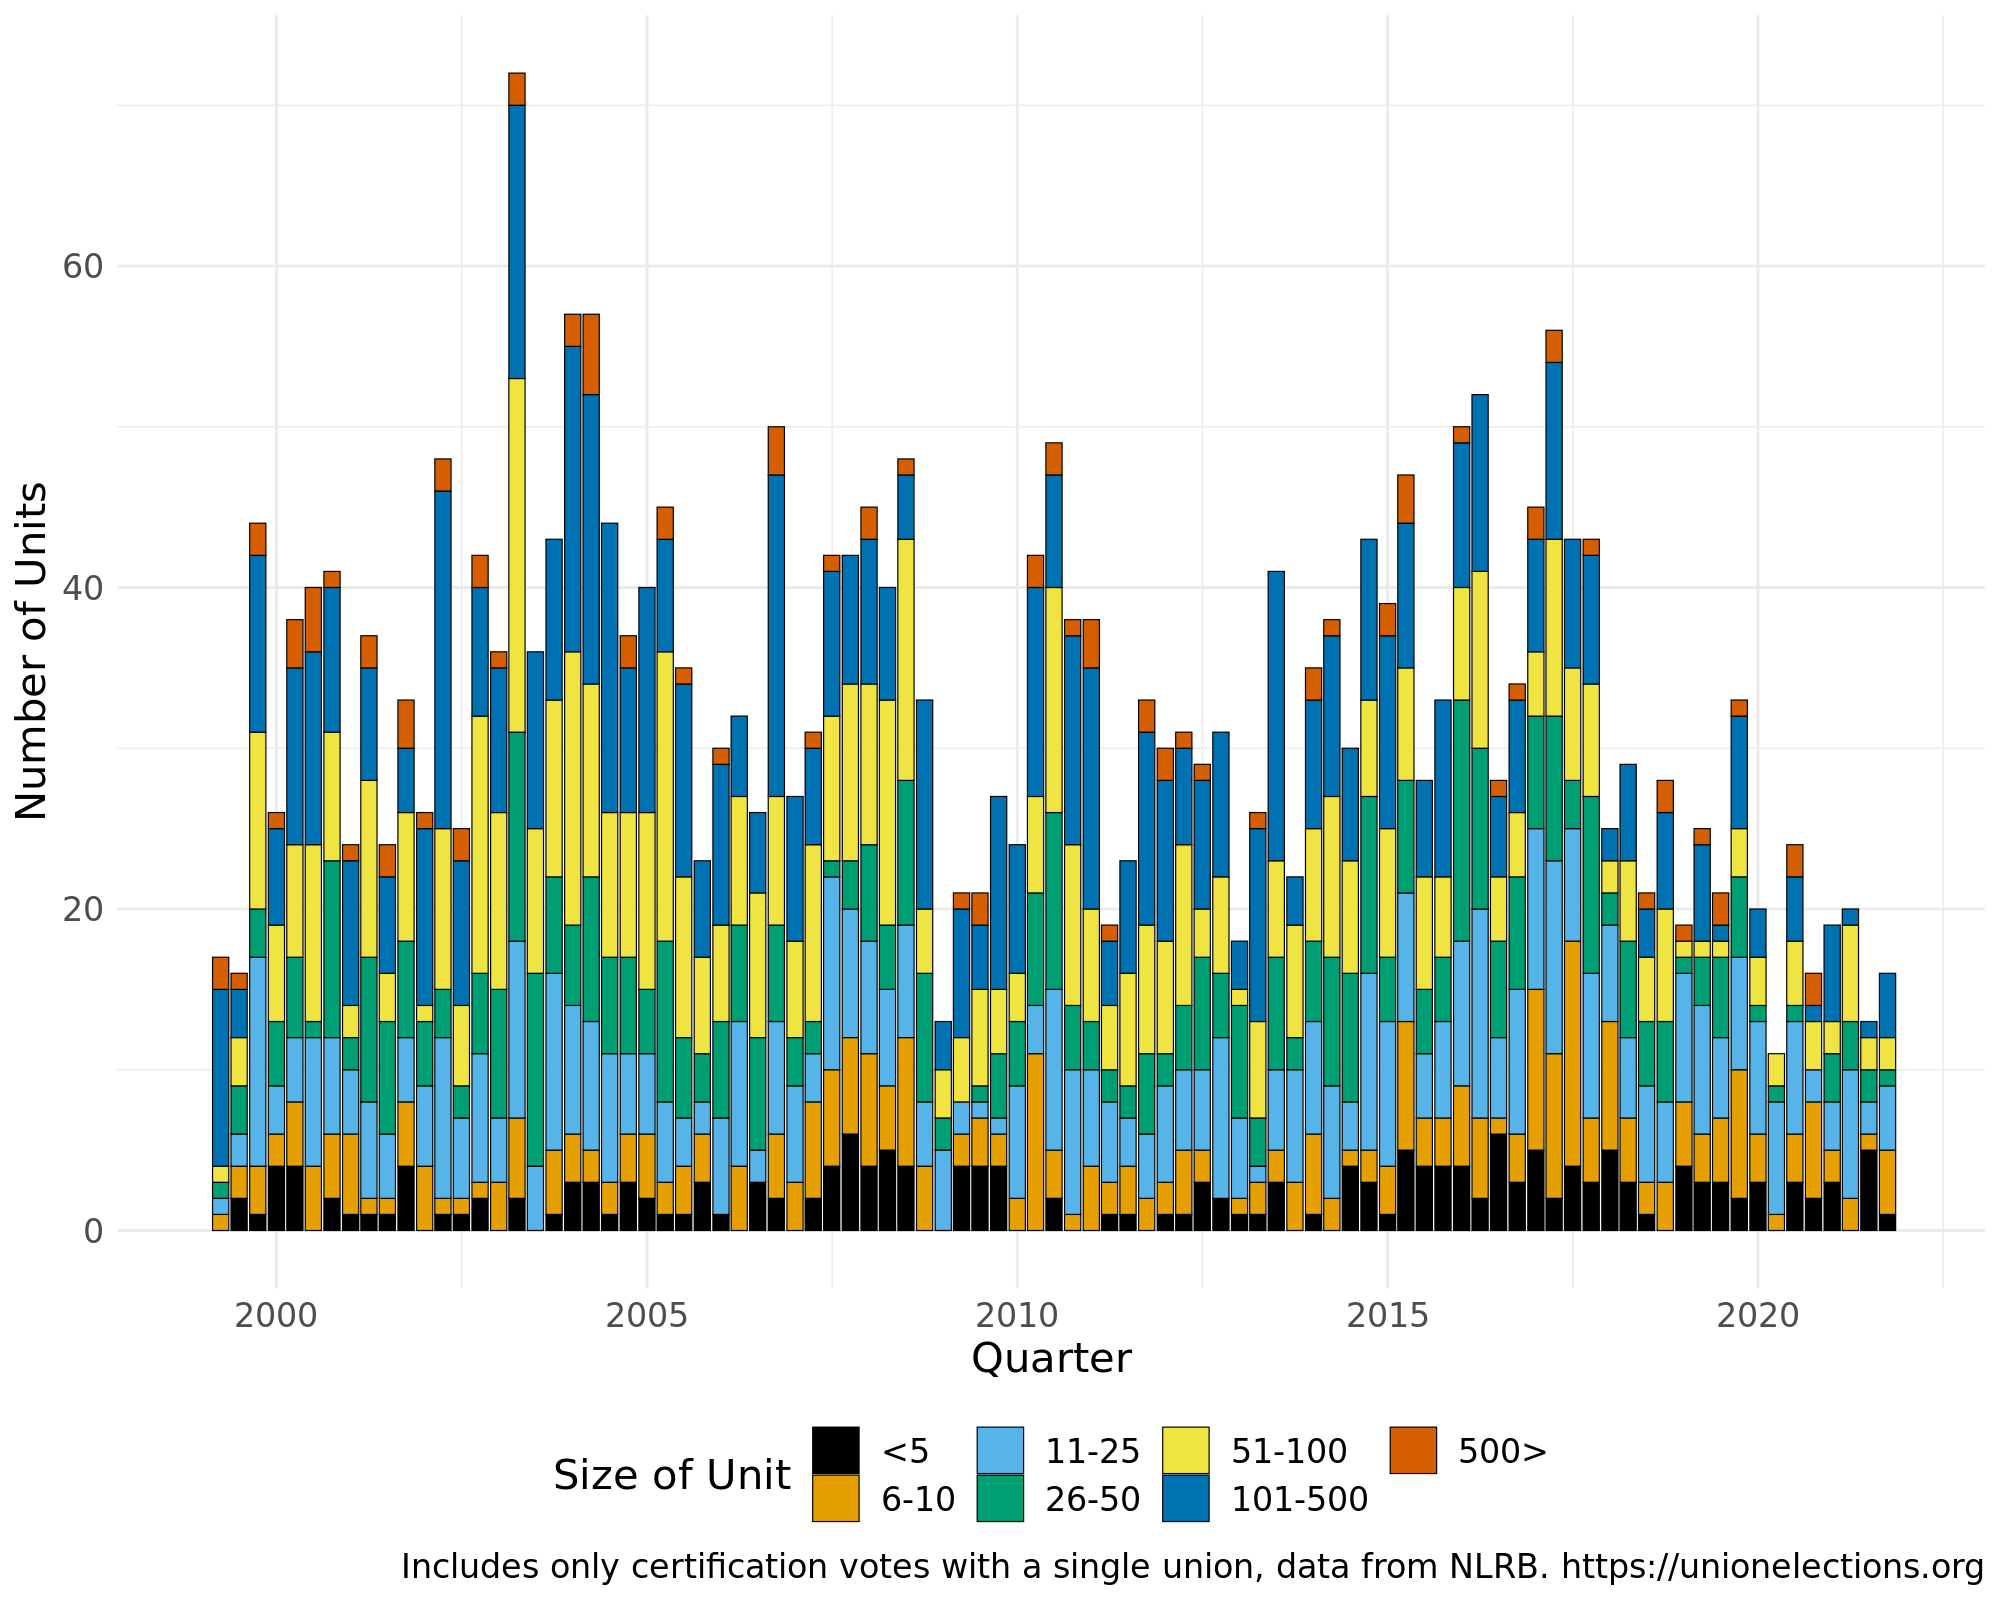 60
40
20
0
Number of Units
2000 2005 2010 2015 2020
Quarter
Size of Unit
<5 11-25 51-100 500>
6-10 26-50 101-500
Includes only certification votes with a single union, data from NLRB. https://unionelections.org